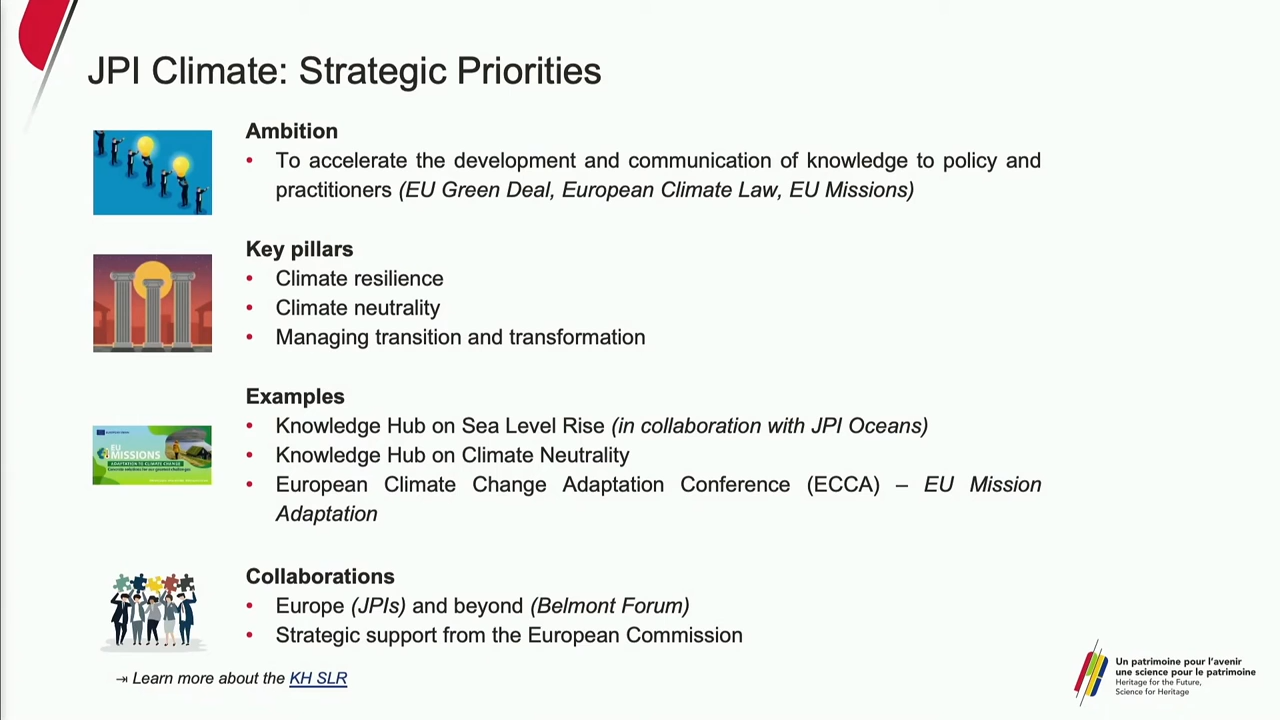 JPI Climate: Strategic Priorities
Ambition
• To accelerate the development and communication of knowledge to policy and
practitioners (EU Green Deal, European Climate Law, EU Missions)
Key pillars
• Climate resilience
• Climate neutrality
• Managing transition and transformation
Examples
• Knowledge Hub on Sea Level Rise (in collaboration with JPI Oceans)
• Knowledge Hub on Climate Neutrality
• European Climate Change Adaptation Conference (ECCA) – EU Mission
Adaptation
EU
MISSIONS
ADAPTATION TO CLIMATE CHANGE
Collaborations
• Europe (JPIs) and beyond (Belmont Forum)
• Strategic support from the European Commission
⇥ Learn more about the KH SLR
Un patrimoine pour l'avenir
une science pour le patrimoine
Heritage for the Future,
Science for Heritage